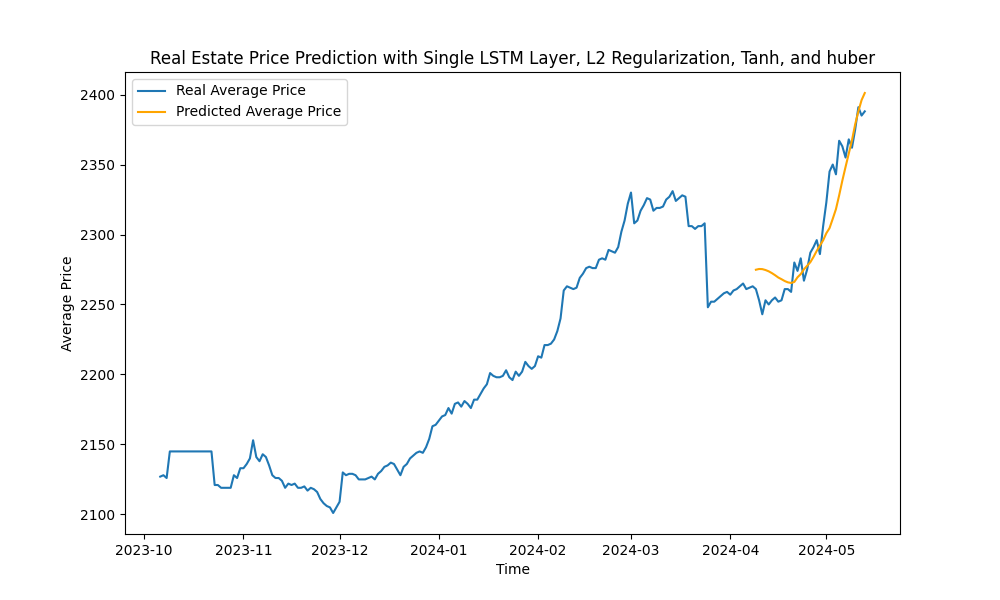 Real Estate Price Prediction with Single LSTM Layer, L2 Regularization, Tanh, and huber
Real Average Price
Predicted Average Price
2400
2350
2300
2250
2200
2150
2100
Average Price
2023-10 2023-11 2023-12 2024-01 2024-02 2024-03 2024-04 2024-05
Time